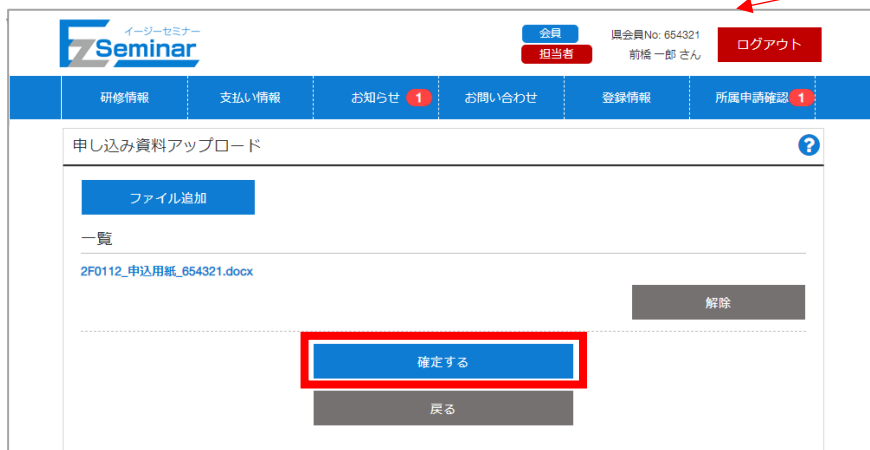 イージーセミナー
EzSeminar
会員
担当者
県会員No: 654321
前橋 一郎 さん
ログアウト
研修情報 支払い情報 お知らせ 1 お問い合わせ 登録情報 所属申請確認 1
申し込み資料アップロード ?
ファイル追加
一覧
2F0112_申込用紙_654321.docx
解除
確定する
戻る